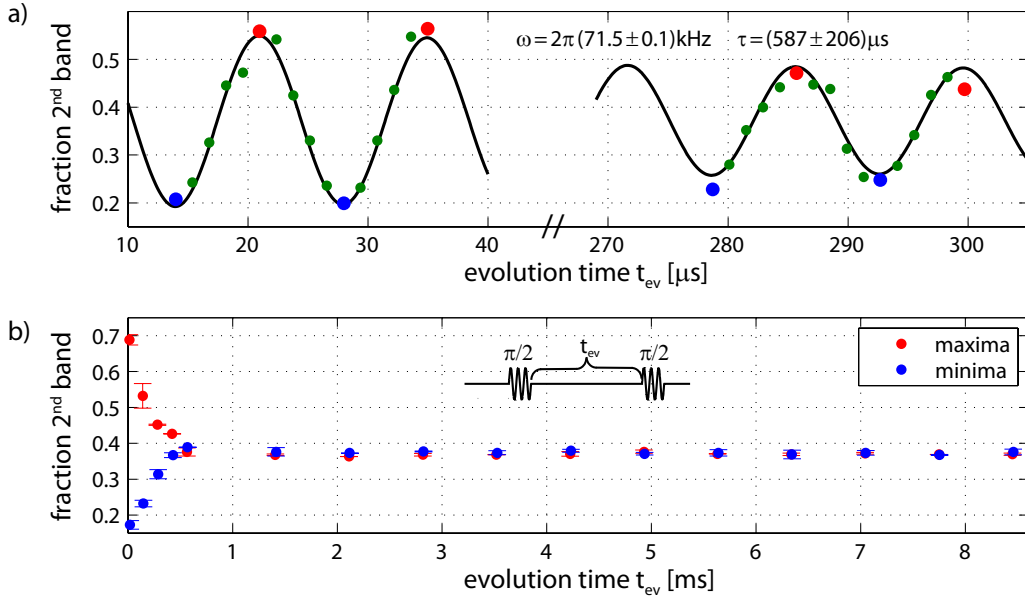 a)
fraction 2nd band
0.5
0.4
0.3
0.2
ω=2π(71.5±0.1)kHz τ=(587±206)μs
10 20 30 40 // 270 280 290 300
evolution time tev [μs]
b)
fraction 2nd band
0.7
0.6
0.5
0.4
0.3
0.2
π/2 tev π/2
maxima
minima
0 1 2 3 4 5 6 7 8
evolution time tev [ms]